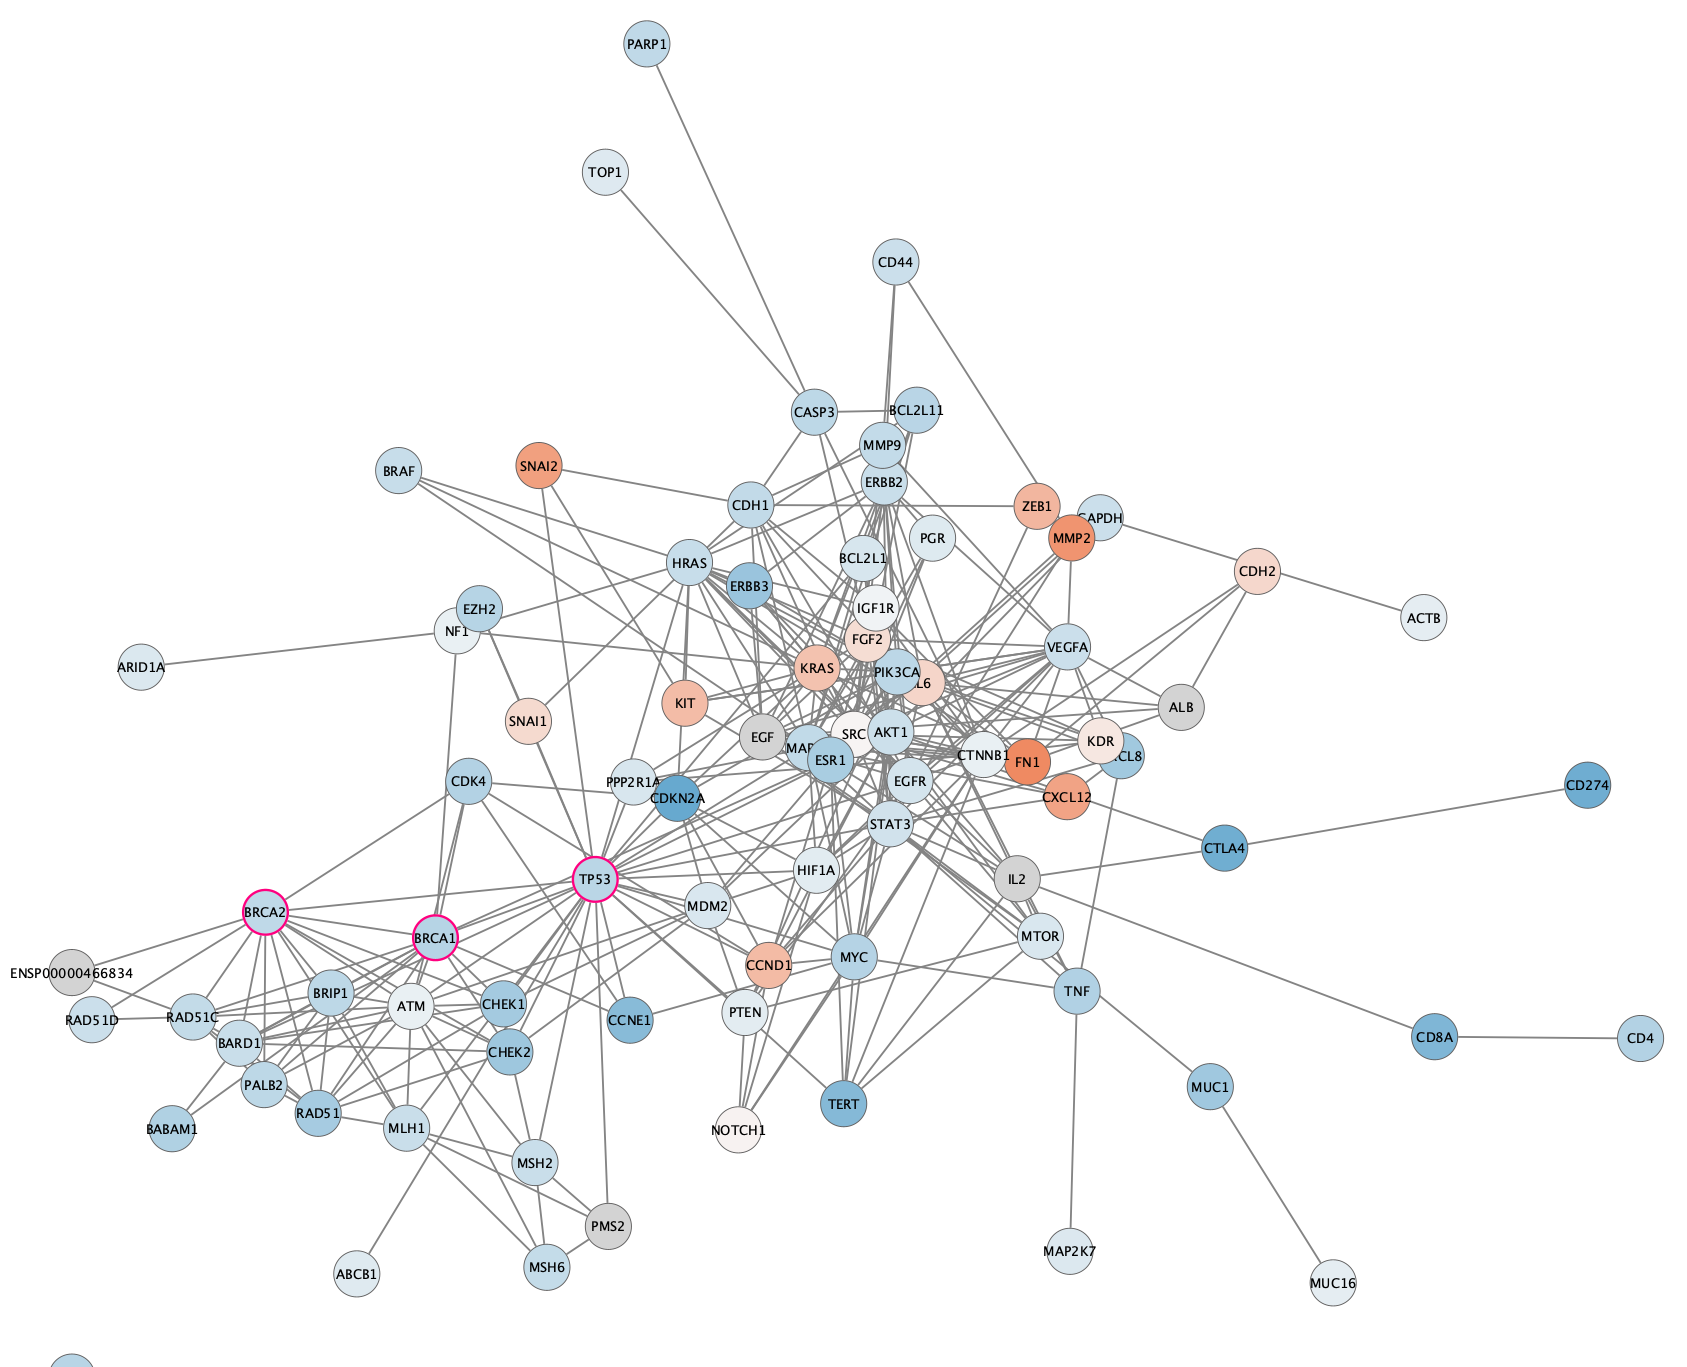 PARP1
TOP1
CD44
CASP3
BCL2L11
MMP9
BRAF
SNAI2
ERBB2
CDH1
ZEB1
GAPDH
MMP2
PGR
BCL2L1
HRAS
CDH2
ERBB3
EZH2
IGF1R
ACTB
NF1
FGF2
VEGFA
ARID1A
KRAS
PIK3CA
L6
KIT
ALB
SNAI1
SRC
AKT1
EGF
KDR
MAP
CTNNB1
CL8
ESR1
FN1
CDK4
PPP2R1A
EGFR
CD274
CDKN2A
CXCL12
STAT3
CTLA4
HIF1A
TP53
IL2
MDM2
BRCA2
BRCA1
MTOR
MYC
CCND1
ENSP00000466834
TNF
BRIP1
CHEK1
ATM
PTEN
RAD51C
RAD51D
CCNE1
CD8A
CD4
BARD1
CHEK2
PALB2
MUC1
TERT
RAD51
BABAM1
MLH1
NOTCH1
MSH2
PMS2
MAP2K7
MSH6
ABCB1
MUC16